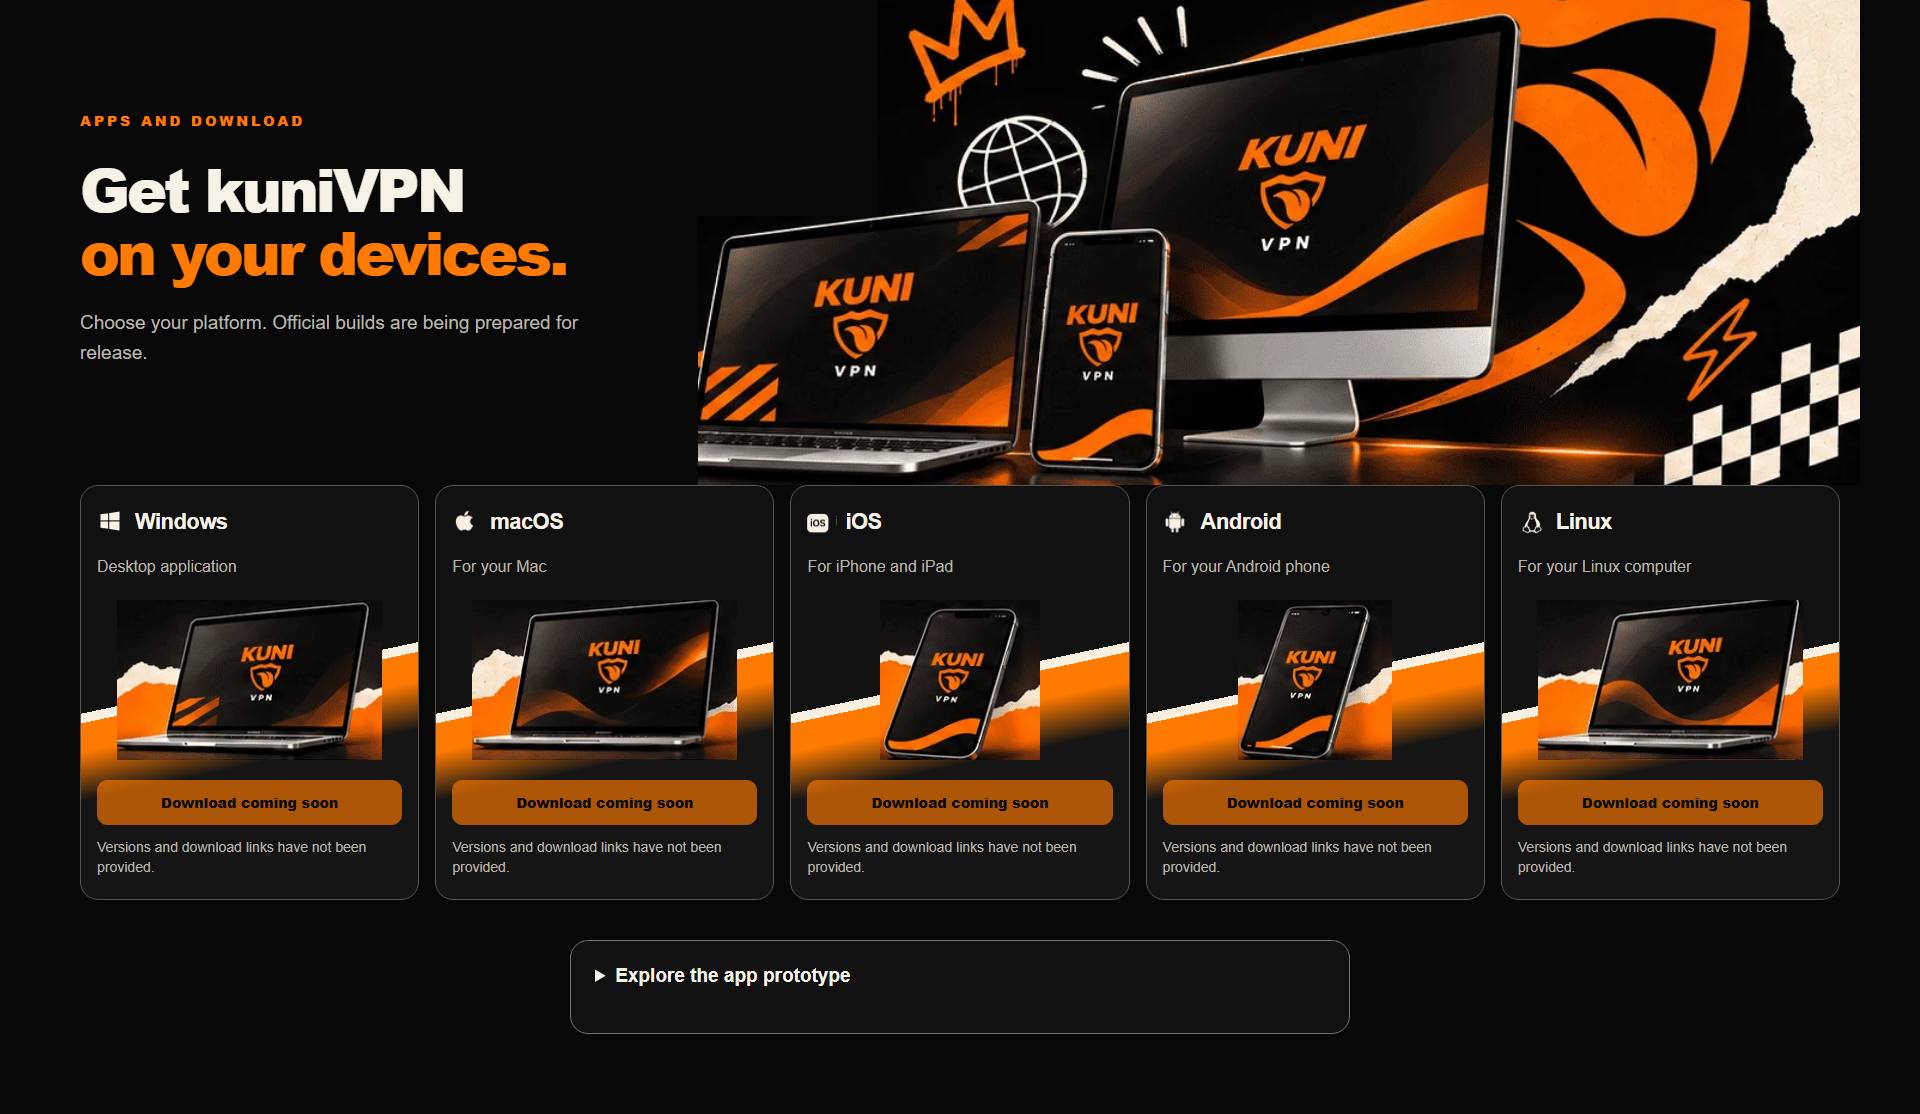 APPS AND DOWNLOAD
Get kuniVPN
on your devices.
Choose your platform. Official builds are being prepared for
release.
KUNI
VPN
KUNI
VPN
KUNI
VPN
Windows
Desktop application
KUNI
VPN
Download coming soon
Versions and download links have not been
provided.
macOS
For your Mac
KUNI
VPN
Download coming soon
Versions and download links have not been
provided.
iOS
iOS
For iPhone and iPad
KUNI
VPN
Download coming soon
Versions and download links have not been
provided.
Android
For your Android phone
KUNI
VPN
Download coming soon
Versions and download links have not been
provided.
Linux
For your Linux computer
KUNI
VPN
Download coming soon
Versions and download links have not been
provided.
Explore the app prototype